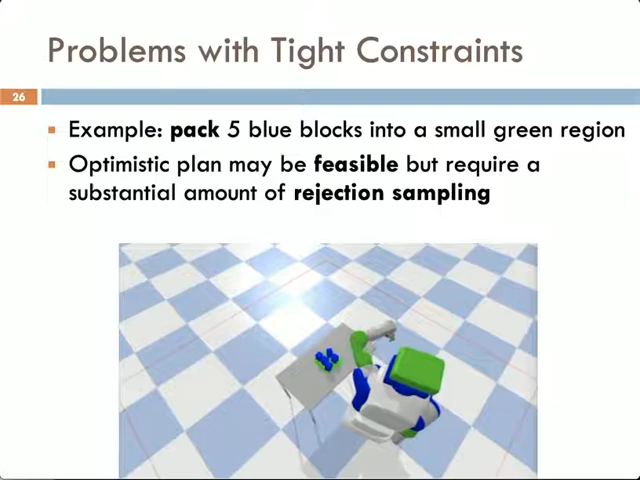 Problems with Tight Constraints
26
Example: pack 5 blue blocks into a small green region
Optimistic plan may be feasible but require a
substantial amount of rejection sampling